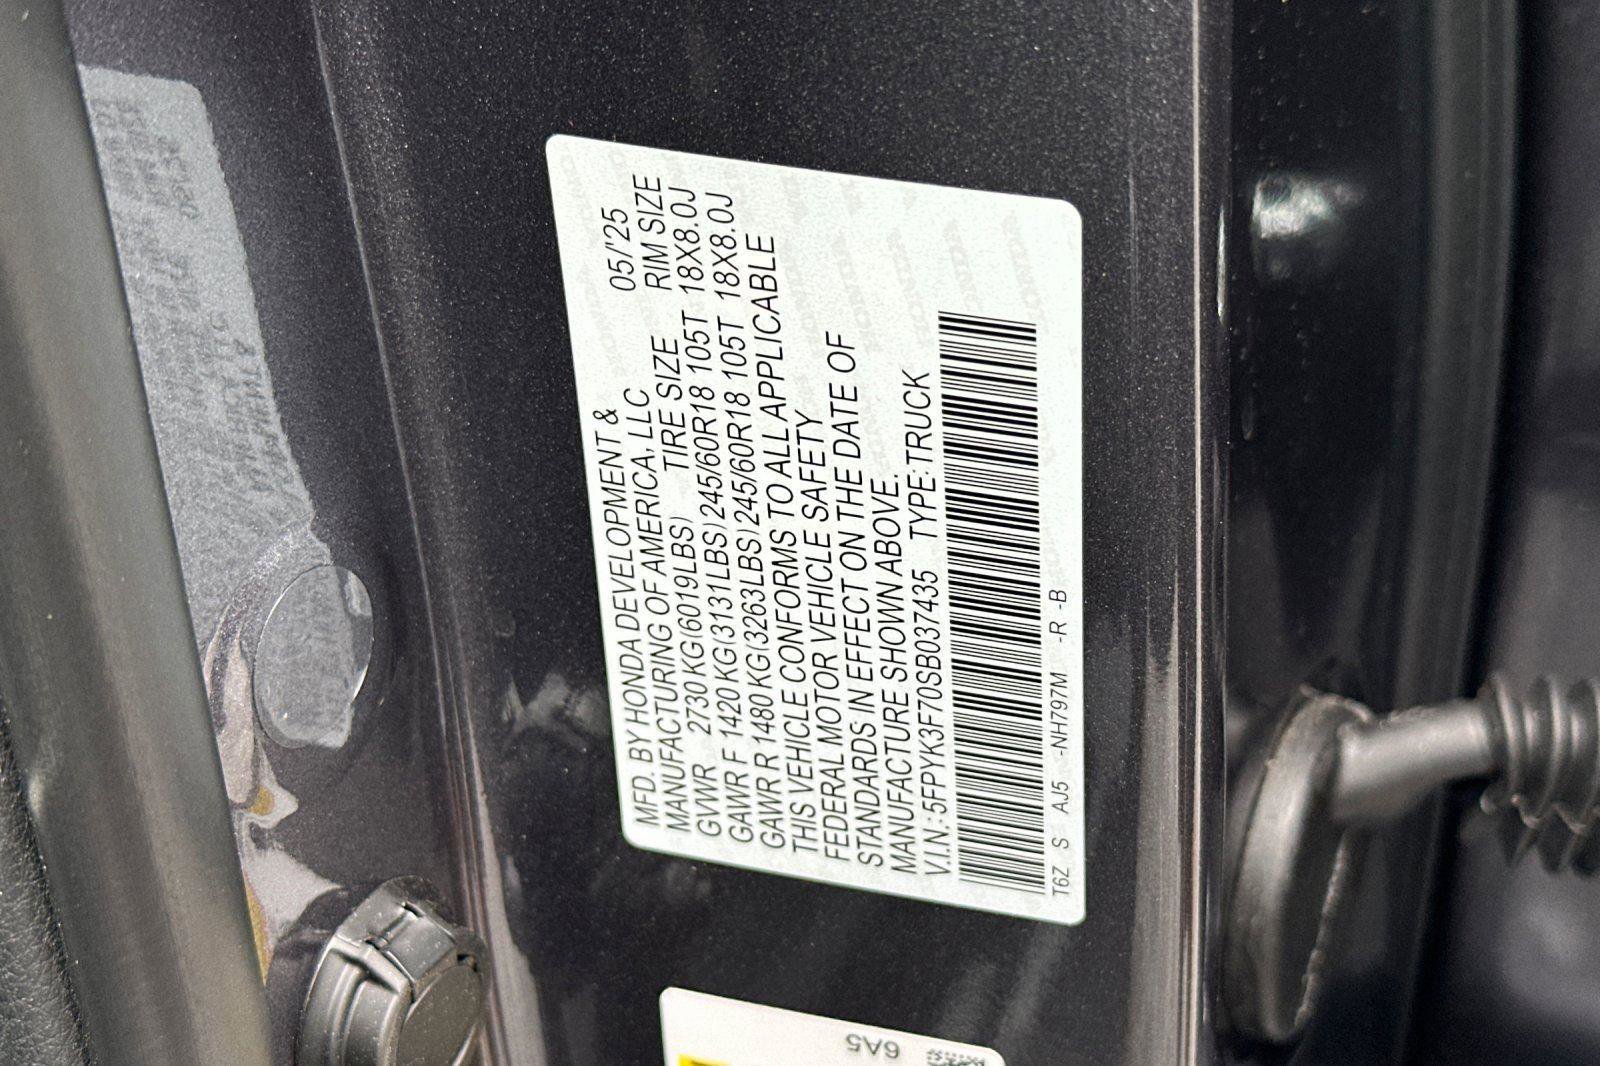 MFD. BY HONDA DEVELOPMENT &
MANUFACTURING OF AMERICA, LLC 05/'25
GVWR 2730 KG(6019LBS) TIRE SIZE RIM SIZE
GAWR F 1420 KG(3131LBS) 245/60R18 105T 18X8.0J
GAWR R 1480 KG(3263LBS) 245/60R18 105T 18X8.0J
THIS VEHICLE CONFORMS TO ALL APPLICABLE
FEDERAL MOTOR VEHICLE SAFETY
STANDARDS IN EFFECT ON THE DATE OF
MANUFACTURE SHOWN ABOVE.
V.I.N.: 5FPYK3F70SB037435 TYPE: TRUCK
T6Z S AJ5 -NH797M -R -B
6A5